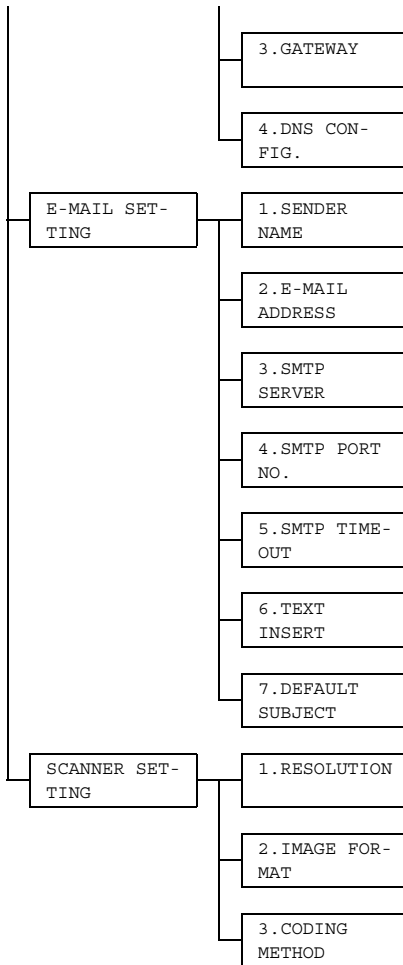 3.GATEWAY
4.DNS CON-
FIG.
E-MAIL SET-
TING
1.SENDER
NAME
2.E-MAIL
ADDRESS
3.SMTP
SERVER
4.SMTP PORT
NO.
5.SMTP TIME-
OUT
6.TEXT
INSERT
7.DEFAULT
SUBJECT
SCANNER SET-
TING
1.RESOLUTION
2.IMAGE FOR-
MAT
3.CODING
METHOD